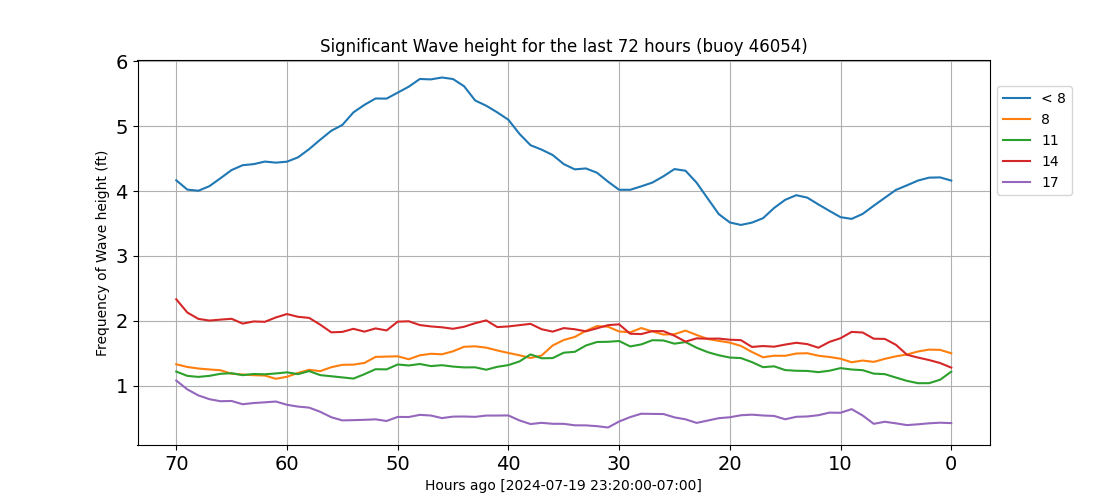 Significant Wave height for the last 72 hours (buoy 46054)
6
5
4
3
2
1
Frequency of Wave height (ft)
< 8
8
11
14
17
70 60 50 40 30 20 10 0
Hours ago [2024-07-19 23:20:00-07:00]